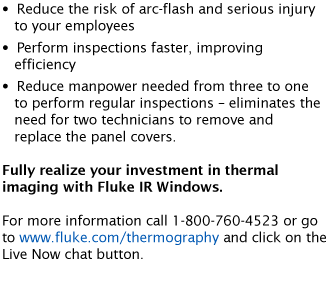 • Reduce the risk of arc-flash and serious injury
to your employees
• Perform inspections faster, improving
efficiency
• Reduce manpower needed from three to one
to perform regular inspections – eliminates the
need for two technicians to remove and
replace the panel covers.
Fully realize your investment in thermal
imaging with Fluke IR Windows.
For more information call 1-800-760-4523 or go
to www.fluke.com/thermography and click on the
Live Now chat button.